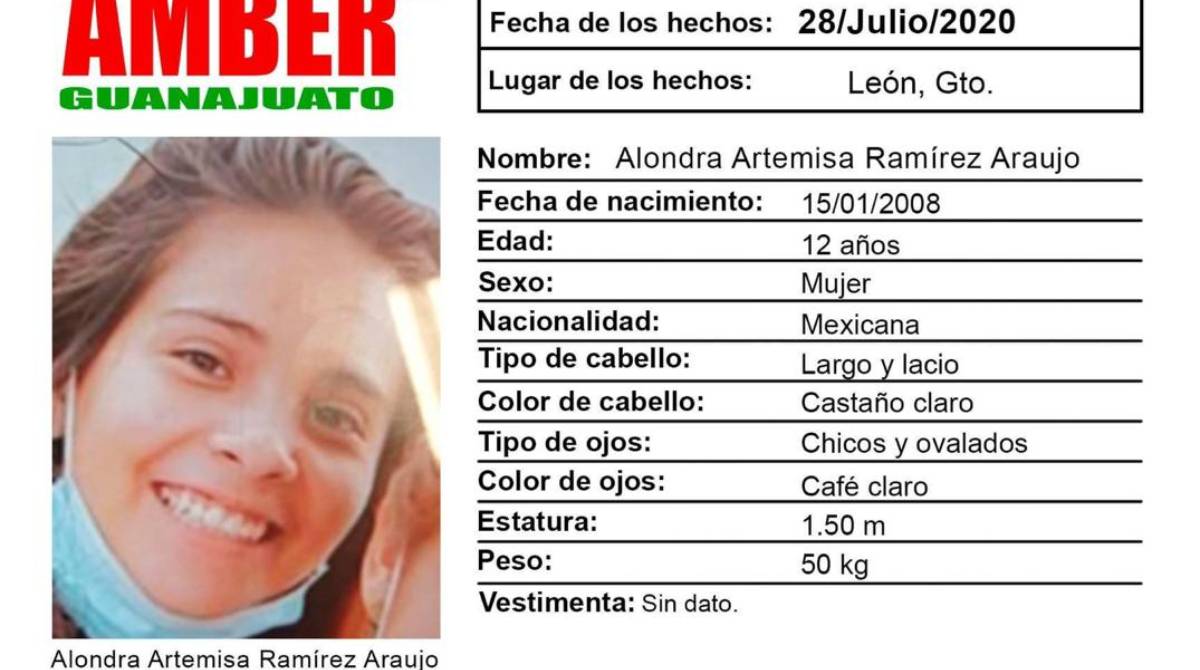 AMBER
GUANAJUATO
Fecha de los hechos: 28/Julio/2020
Lugar de los hechos: León, Gto.
Nombre: Alondra Artemisa Ramírez Araujo
Fecha de nacimiento: 15/01/2008
Edad: 12 años
Sexo: Mujer
Nacionalidad: Mexicana
Tipo de cabello: Largo y lacio
Color de cabello: Castaño claro
Tipo de ojos: Chicos y ovalados
Color de ojos: Café claro
Estatura: 1.50 m
Peso: 50 kg
Vestimenta: Sin dato.
Alondra Artemisa Ramírez Araujo